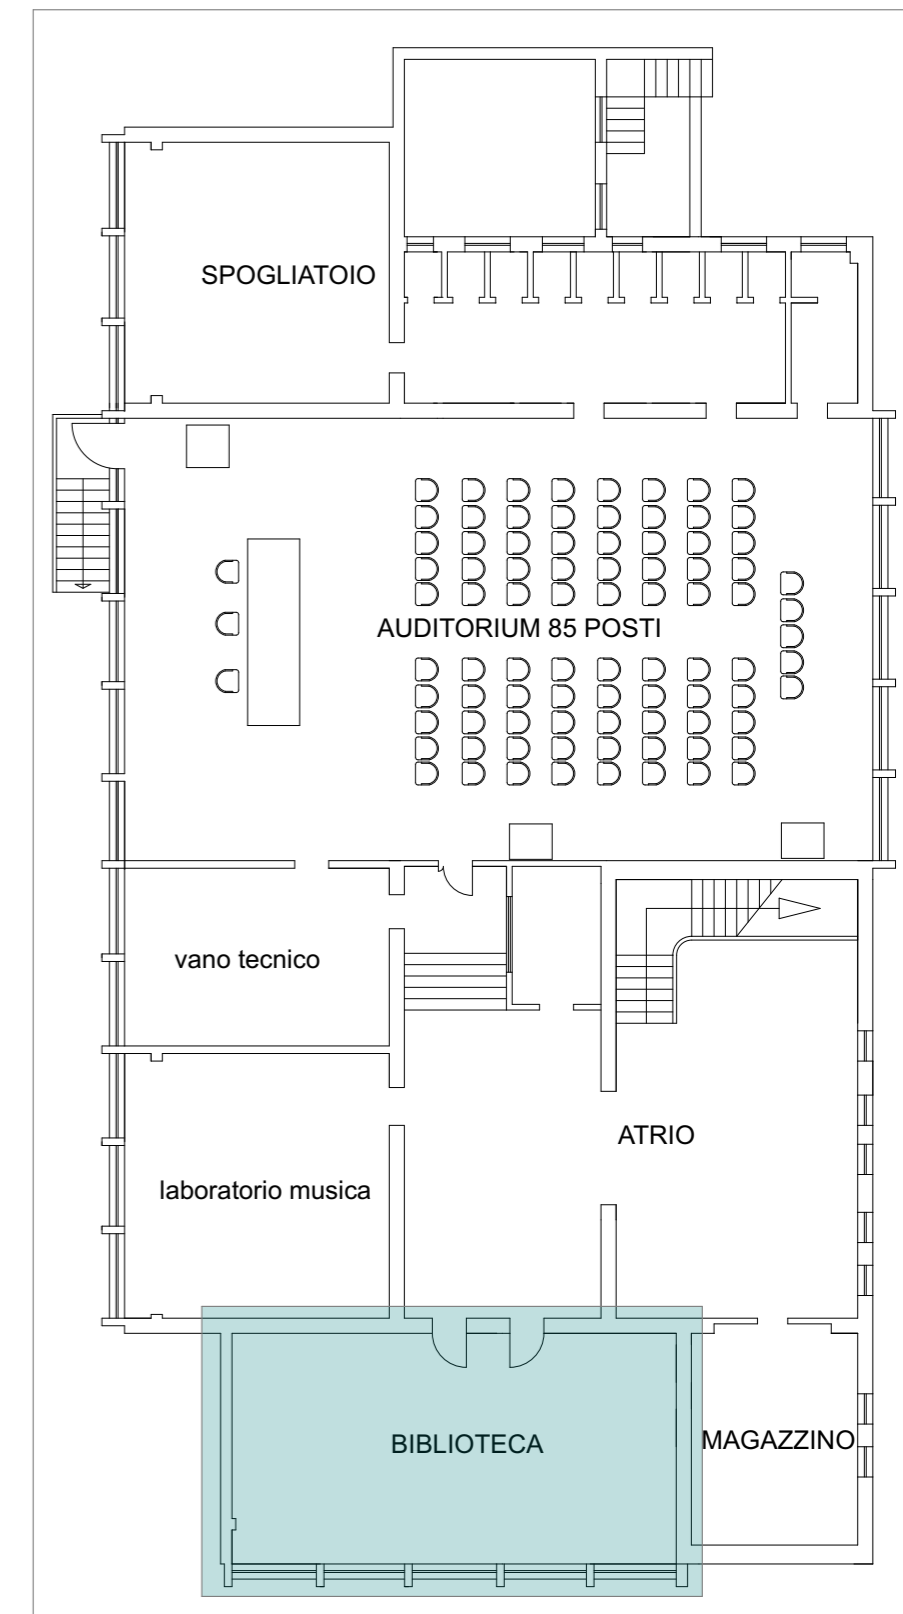 SPOGLIATOIO
AUDITORIUM 85 POSTI
vano tecnico
ATRIO
laboratorio musica
BIBLIOTECA
MAGAZZINO